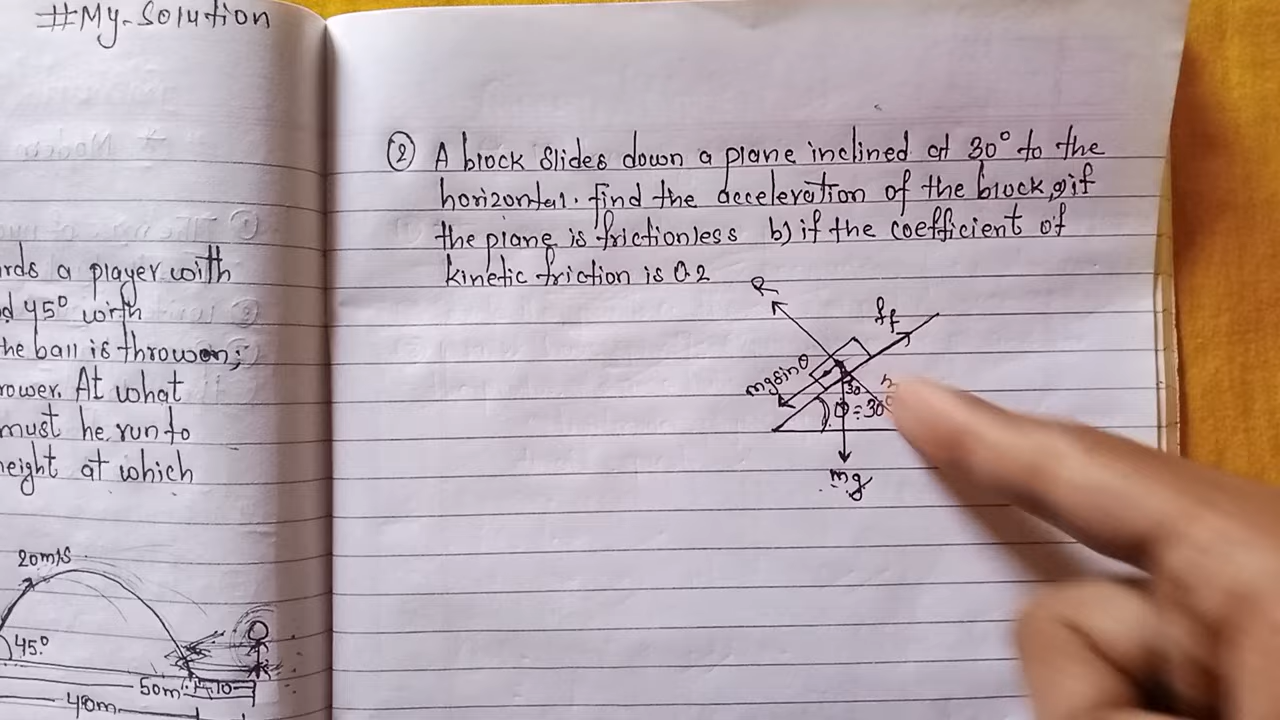 #My-Solution
② A block slides down a plane inclined at 30° to the
horizontal. find the acceleration of the block, a) if
the plane is frictionless b) if the coefficient of
kinetic friction is 0.2
R
ff
mg sinθ
30
θ = 30°
mg
rds a player with
d 45° with
he ball is thrown;
rower. At what
must he run to
height at which
20m/s
45°
50m
10
40m